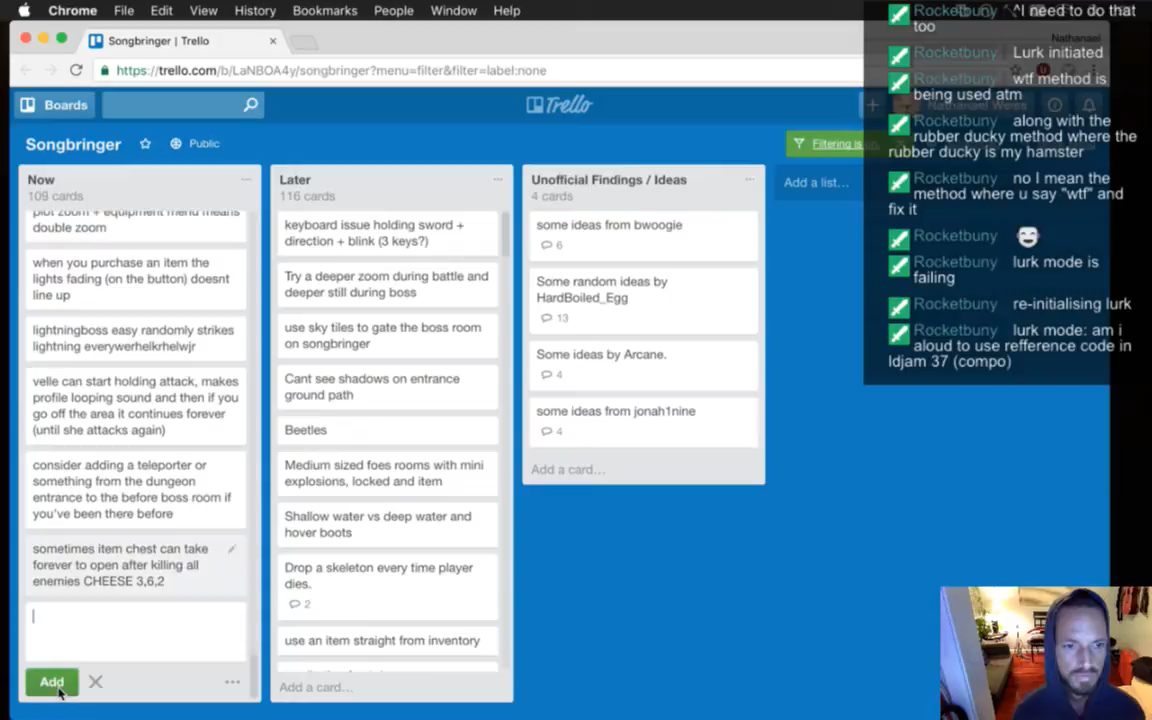 Chrome File Edit View History Bookmarks People Window Help
Songbringer | Trello
https://trello.com/b/LaNBOA4y/songbringer?menu=filter&filter=label:none
Boards
Trello
Songbringer
Public
Filtering is on.
Now
109 cards
plot zoom + equipment menu means
double zoom
when you purchase an item the
lights fading (on the button) doesnt
line up
lightningboss easy randomly strikes
lightning everywerhelkrhelwjr
velle can start holding attack, makes
profile looping sound and then if you
go off the area it continues forever
(until she attacks again)
consider adding a teleporter or
something from the dungeon
entrance to the before boss room if
you've been there before
sometimes item chest can take
forever to open after killing all
enemies CHEESE 3,6,2
Add
Later
116 cards
keyboard issue holding sword +
direction + blink (3 keys?)
Try a deeper zoom during battle and
deeper still during boss
use sky tiles to gate the boss room
on songbringer
Cant see shadows on entrance
ground path
Beetles
Medium sized foes rooms with mini
explosions, locked and item
Shallow water vs deep water and
hover boots
Drop a skeleton every time player
dies.
2
use an item straight from inventory
Add a card…
Unofficial Findings / Ideas
4 cards
some ideas from bwoogie
6
Some random ideas by
HardBoiled_Egg
13
Some ideas by Arcane.
4
some ideas from jonah1nine
4
Add a card…
Add a list…
Nathanael
Rocketbuny ^I need to do that
too
Rocketbuny Lurk initiated
Rocketbuny wtf method is
being used atm
Rocketbuny along with the
rubber ducky method where the
rubber ducky is my hamster
Rocketbuny no I mean the
method where u say "wtf" and
fix it
Rocketbuny
Rocketbuny lurk mode is
failing
Rocketbuny re-initialising lurk
Rocketbuny lurk mode: am i
aloud to use refference code in
ldjam 37 (compo)